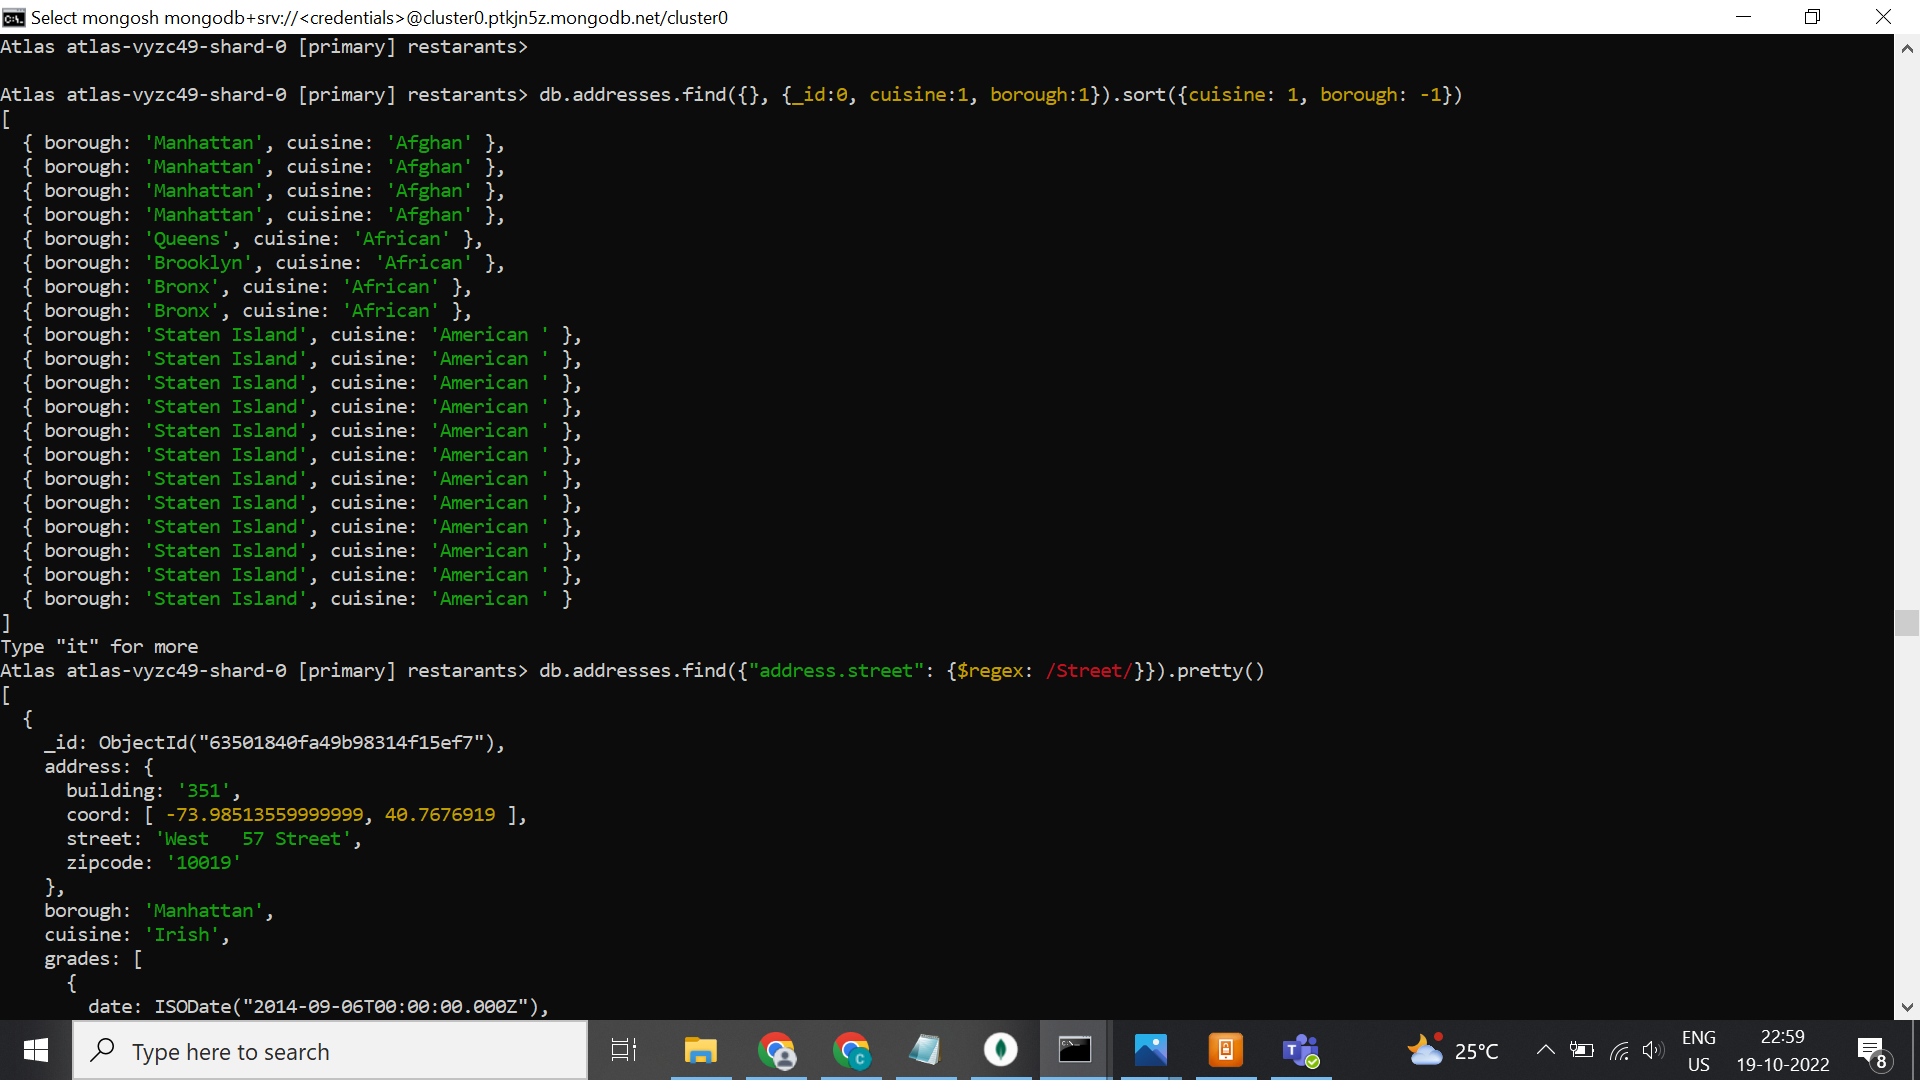 Select mongosh mongodb+srv://<credentials>@cluster0.ptkjn5z.mongodb.net/cluster0
Atlas atlas-vyzc49-shard-0 [primary] restarants>
Atlas atlas-vyzc49-shard-0 [primary] restarants> db.addresses.find({}, {_id:0, cuisine:1, borough:1}).sort({cuisine: 1, borough: -1})
[
  { borough: 'Manhattan', cuisine: 'Afghan' },
  { borough: 'Manhattan', cuisine: 'Afghan' },
  { borough: 'Manhattan', cuisine: 'Afghan' },
  { borough: 'Manhattan', cuisine: 'Afghan' },
  { borough: 'Queens', cuisine: 'African' },
  { borough: 'Brooklyn', cuisine: 'African' },
  { borough: 'Bronx', cuisine: 'African' },
  { borough: 'Bronx', cuisine: 'African' },
  { borough: 'Staten Island', cuisine: 'American ' },
  { borough: 'Staten Island', cuisine: 'American ' },
  { borough: 'Staten Island', cuisine: 'American ' },
  { borough: 'Staten Island', cuisine: 'American ' },
  { borough: 'Staten Island', cuisine: 'American ' },
  { borough: 'Staten Island', cuisine: 'American ' },
  { borough: 'Staten Island', cuisine: 'American ' },
  { borough: 'Staten Island', cuisine: 'American ' },
  { borough: 'Staten Island', cuisine: 'American ' },
  { borough: 'Staten Island', cuisine: 'American ' },
  { borough: 'Staten Island', cuisine: 'American ' },
  { borough: 'Staten Island', cuisine: 'American ' }
]
Type "it" for more
Atlas atlas-vyzc49-shard-0 [primary] restarants> db.addresses.find({"address.street": {$regex: /Street/}}).pretty()
[
  {
    _id: ObjectId("63501840fa49b98314f15ef7"),
    address: {
      building: '351',
      coord: [ -73.98513559999999, 40.7676919 ],
      street: 'West   57 Street',
      zipcode: '10019'
    },
    borough: 'Manhattan',
    cuisine: 'Irish',
    grades: [
      {
        date: ISODate("2014-09-06T00:00:00.000Z"),
Type here to search
25°C
ENG
US
22:59
19-10-2022
8